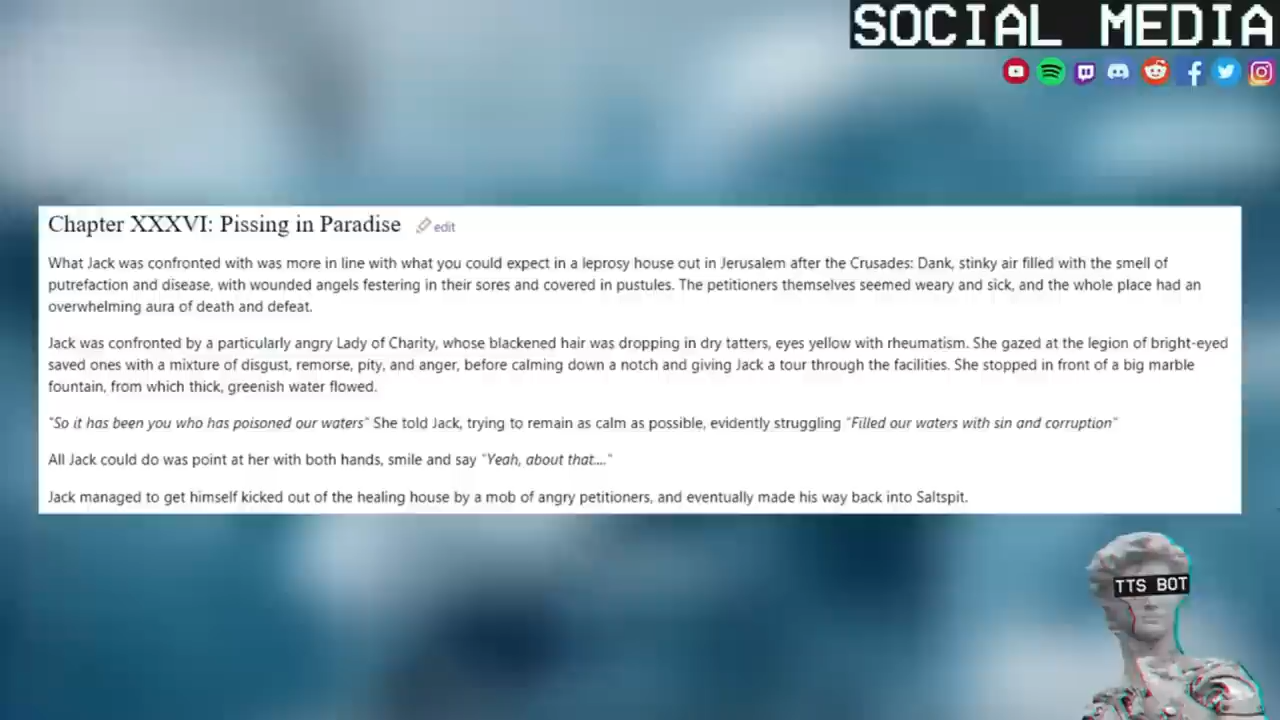 SOCIAL MEDIA
Chapter XXXVI: Pissing in Paradise edit
What Jack was confronted with was more in line with what you could expect in a leprosy house out in Jerusalem after the Crusades: Dank, stinky air filled with the smell of
putrefaction and disease, with wounded angels festering in their sores and covered in pustules. The petitioners themselves seemed weary and sick, and the whole place had an
overwhelming aura of death and defeat.
Jack was confronted by a particularly angry Lady of Charity, whose blackened hair was dropping in dry tatters, eyes yellow with rheumatism. She gazed at the legion of bright-eyed
saved ones with a mixture of disgust, remorse, pity, and anger, before calming down a notch and giving Jack a tour through the facilities. She stopped in front of a big marble
fountain, from which thick, greenish water flowed.
"So it has been you who has poisoned our waters" She told Jack, trying to remain as calm as possible, evidently struggling "Filled our waters with sin and corruption"
All Jack could do was point at her with both hands, smile and say "Yeah, about that...."
Jack managed to get himself kicked out of the healing house by a mob of angry petitioners, and eventually made his way back into Saltspit.
TTS BOT